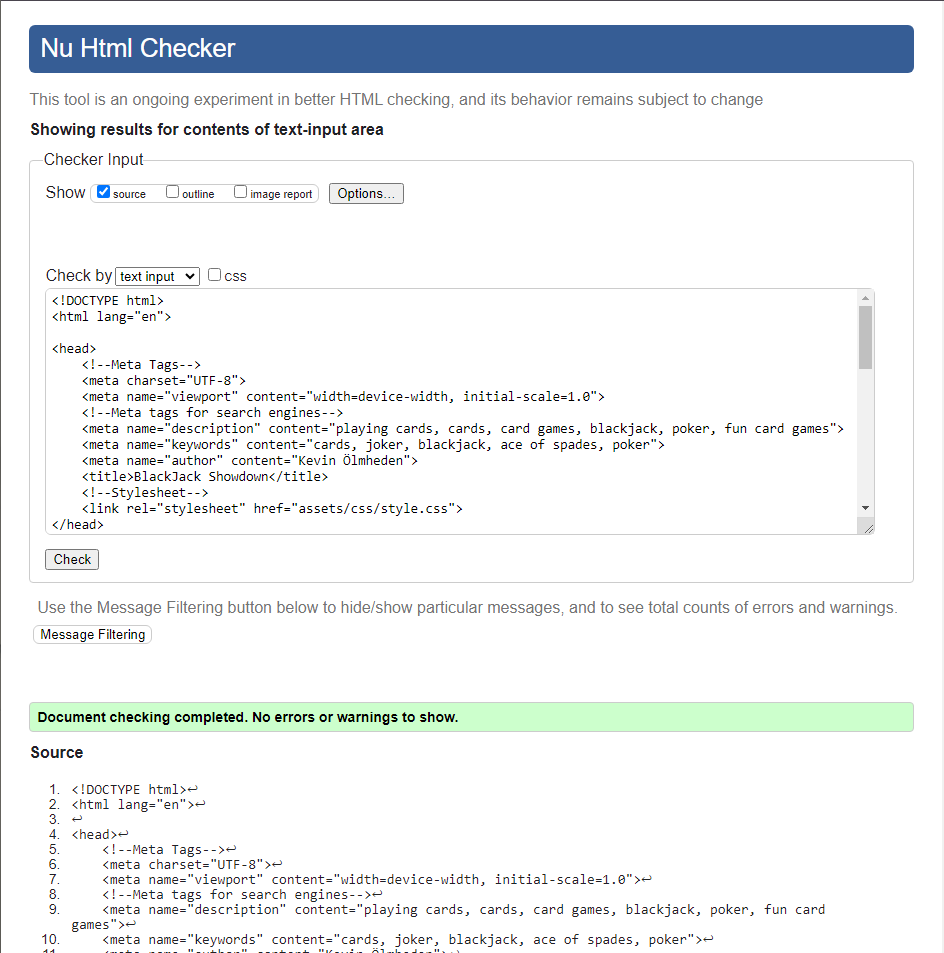 Nu Html Checker
This tool is an ongoing experiment in better HTML checking, and its behavior remains subject to change
Showing results for contents of text-input area
Checker Input
Show source outline image report Options...
Check by text input css
<!DOCTYPE html>
<html lang="en">
<head>
    <!--Meta Tags-->
    <meta charset="UTF-8">
    <meta name="viewport" content="width=device-width, initial-scale=1.0">
    <!--Meta tags for search engines-->
    <meta name="description" content="playing cards, cards, card games, blackjack, poker, fun card games">
    <meta name="keywords" content="cards, joker, blackjack, ace of spades, poker">
    <meta name="author" content="Kevin Ölmheden">
    <title>BlackJack Showdown</title>
    <!--Stylesheet-->
    <link rel="stylesheet" href="assets/css/style.css">
</head>
Check
Use the Message Filtering button below to hide/show particular messages, and to see total counts of errors and warnings.
Message Filtering
Document checking completed. No errors or warnings to show.
Source
1. <!DOCTYPE html>↩
2. <html lang="en">↩
3. ↩
4. <head>↩
5.     <!--Meta Tags-->↩
6.     <meta charset="UTF-8">↩
7.     <meta name="viewport" content="width=device-width, initial-scale=1.0">↩
8.     <!--Meta tags for search engines-->↩
9.     <meta name="description" content="playing cards, cards, card games, blackjack, poker, fun card
games">↩
10.     <meta name="keywords" content="cards, joker, blackjack, ace of spades, poker">↩
11.     <meta name="author" content="Kevin Ölmheden">↩